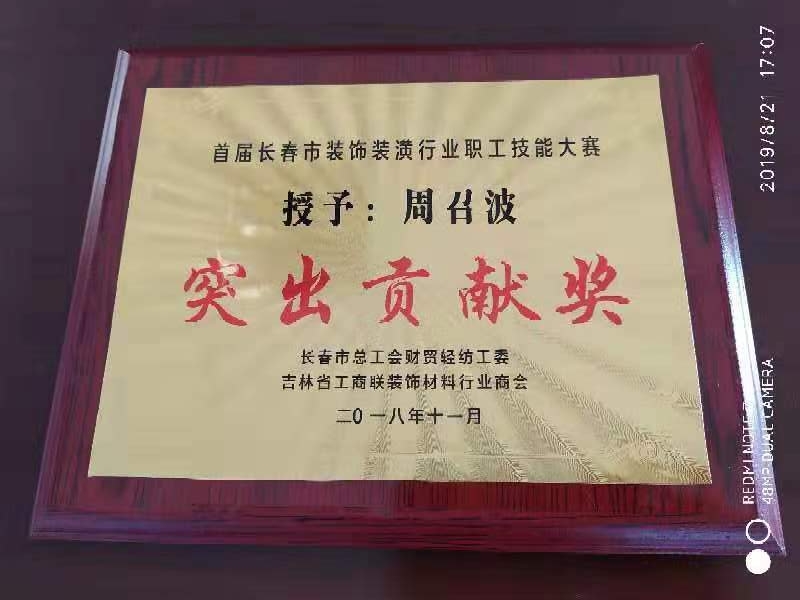 首届长春市装饰装潢行业职工技能大赛
授予：周召波
突出贡献奖
长春市总工会财贸轻纺工委
吉林省工商联装饰材料行业商会
二〇一八年十一月
2019/8/21 17:07
REDMI NOTE 7
48MP DUAL CAMERA